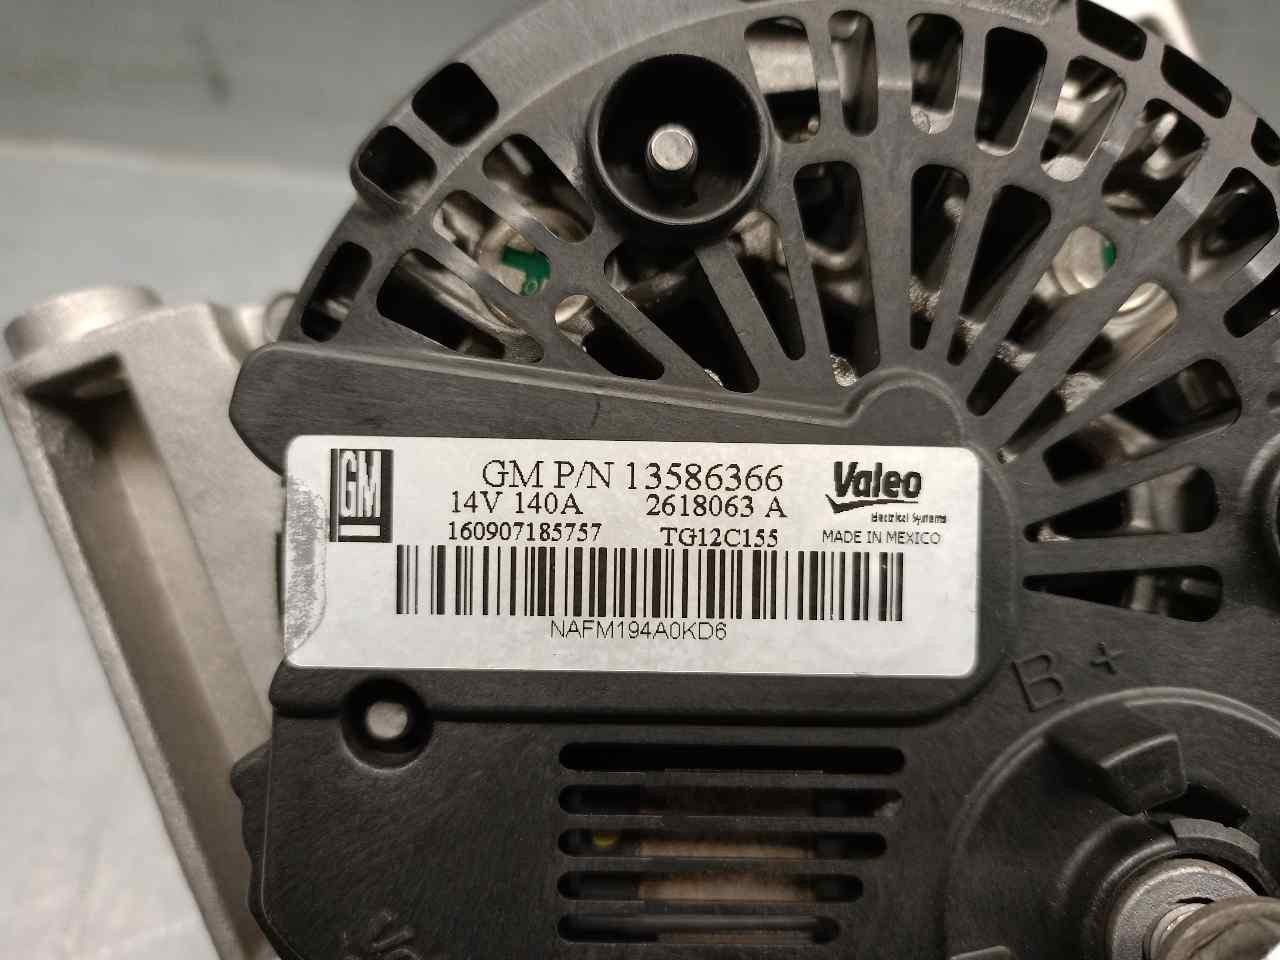 GM
GM P/N 13586366
14V 140A 2618063 A
160907185757 TG12C155
Valeo
Electrical Systems
MADE IN MEXICO
NAFM194A0KD6
B +